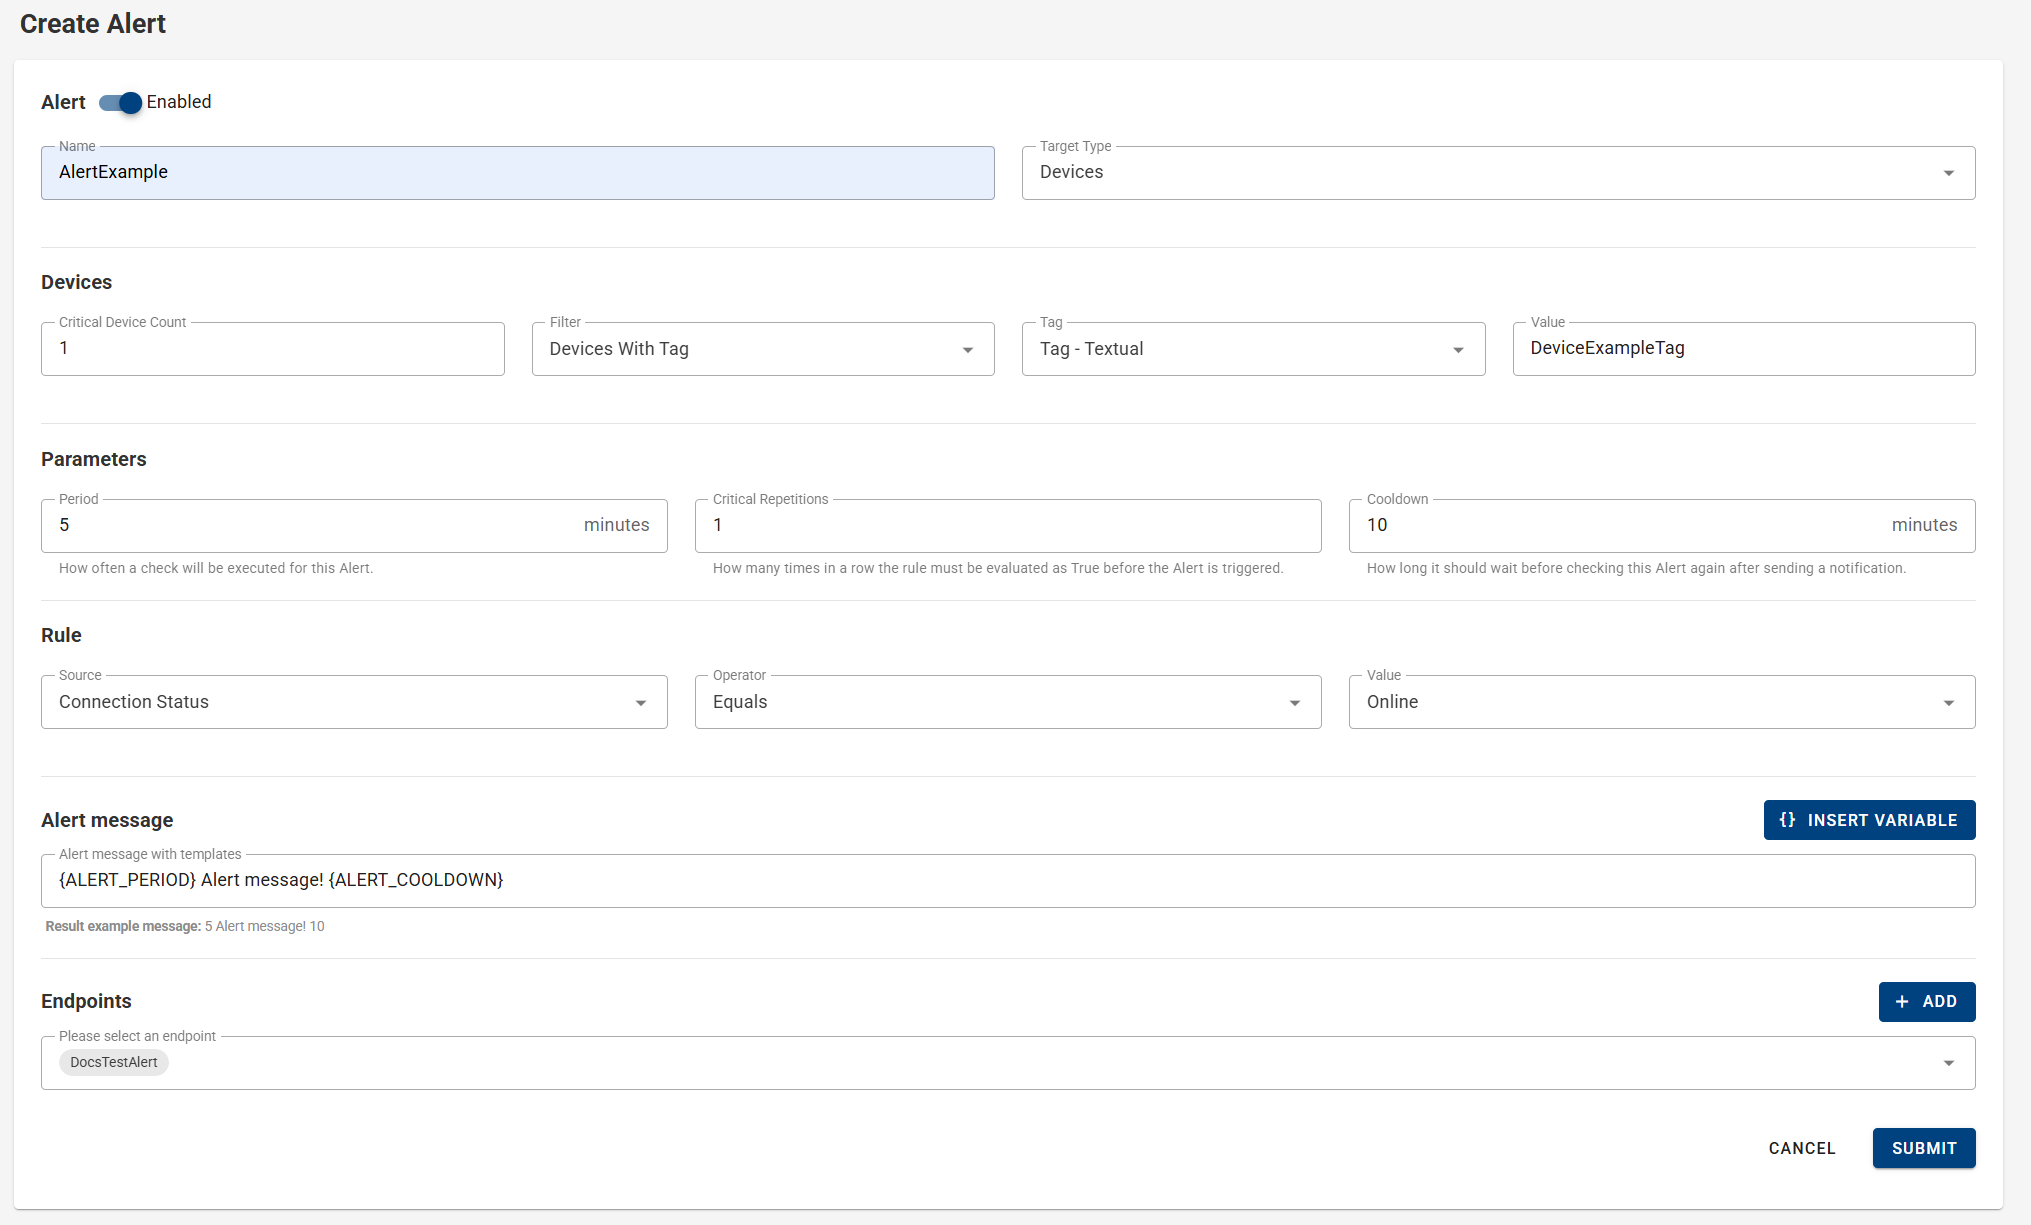 Create Alert
Alert Enabled
Name
AlertExample
Target Type
Devices
Devices
Critical Device Count
1
Filter
Devices With Tag
Tag
Tag - Textual
Value
DeviceExampleTag
Parameters
Period
5 minutes
How often a check will be executed for this Alert.
Critical Repetitions
1
How many times in a row the rule must be evaluated as True before the Alert is triggered.
Cooldown
10 minutes
How long it should wait before checking this Alert again after sending a notification.
Rule
Source
Connection Status
Operator
Equals
Value
Online
Alert message
{} INSERT VARIABLE
Alert message with templates
{ALERT_PERIOD} Alert message! {ALERT_COOLDOWN}
Result example message: 5 Alert message! 10
Endpoints
+ ADD
Please select an endpoint
DocsTestAlert
CANCEL
SUBMIT